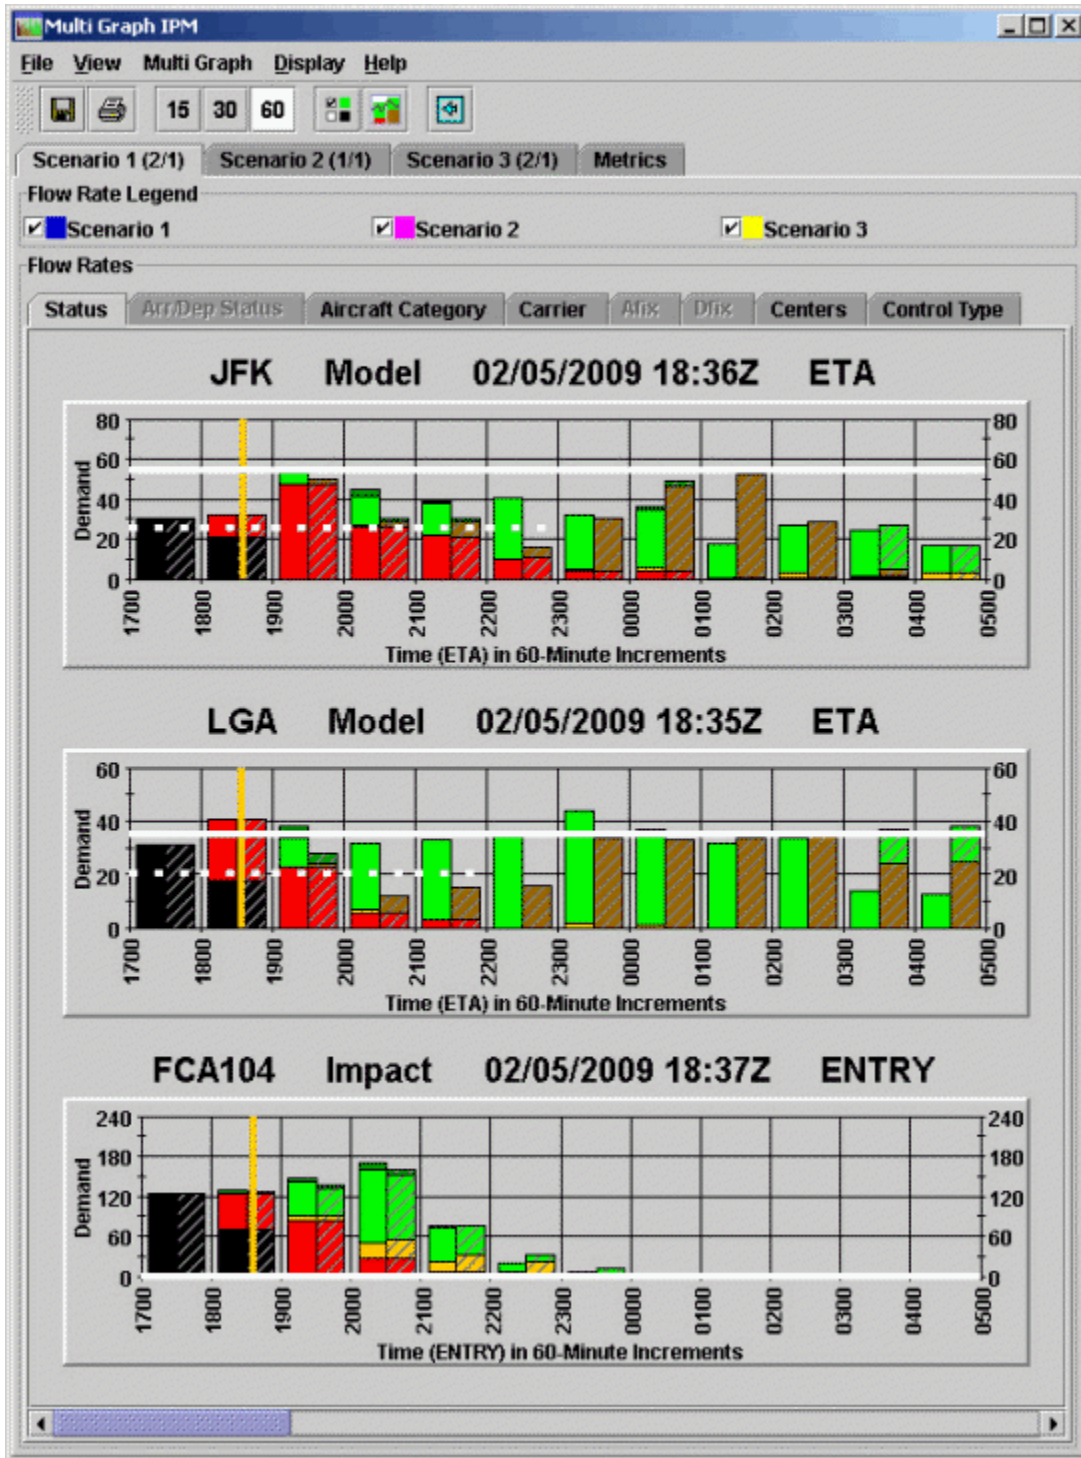 Multi Graph IPM
File View Multi Graph Display Help
15 30 60
Scenario 1 (2/1) Scenario 2 (1/1) Scenario 3 (2/1) Metrics
Flow Rate Legend
Scenario 1 Scenario 2 Scenario 3
Flow Rates
Status Arr/Dep Status Aircraft Category Carrier Afix Dfix Centers Control Type
JFK Model 02/05/2009 18:36Z ETA
80 80
60 60
40 40
20 20
0 0
Demand
1700 1800 1900 2000 2100 2200 2300 0000 0100 0200 0300 0400 0500
Time (ETA) in 60-Minute Increments
LGA Model 02/05/2009 18:35Z ETA
60 60
40 40
20 20
0 0
Demand
1700 1800 1900 2000 2100 2200 2300 0000 0100 0200 0300 0400 0500
Time (ETA) in 60-Minute Increments
FCA104 Impact 02/05/2009 18:37Z ENTRY
240 240
180 180
120 120
60 60
0 0
Demand
1700 1800 1900 2000 2100 2200 2300 0000 0100 0200 0300 0400 0500
Time (ENTRY) in 60-Minute Increments